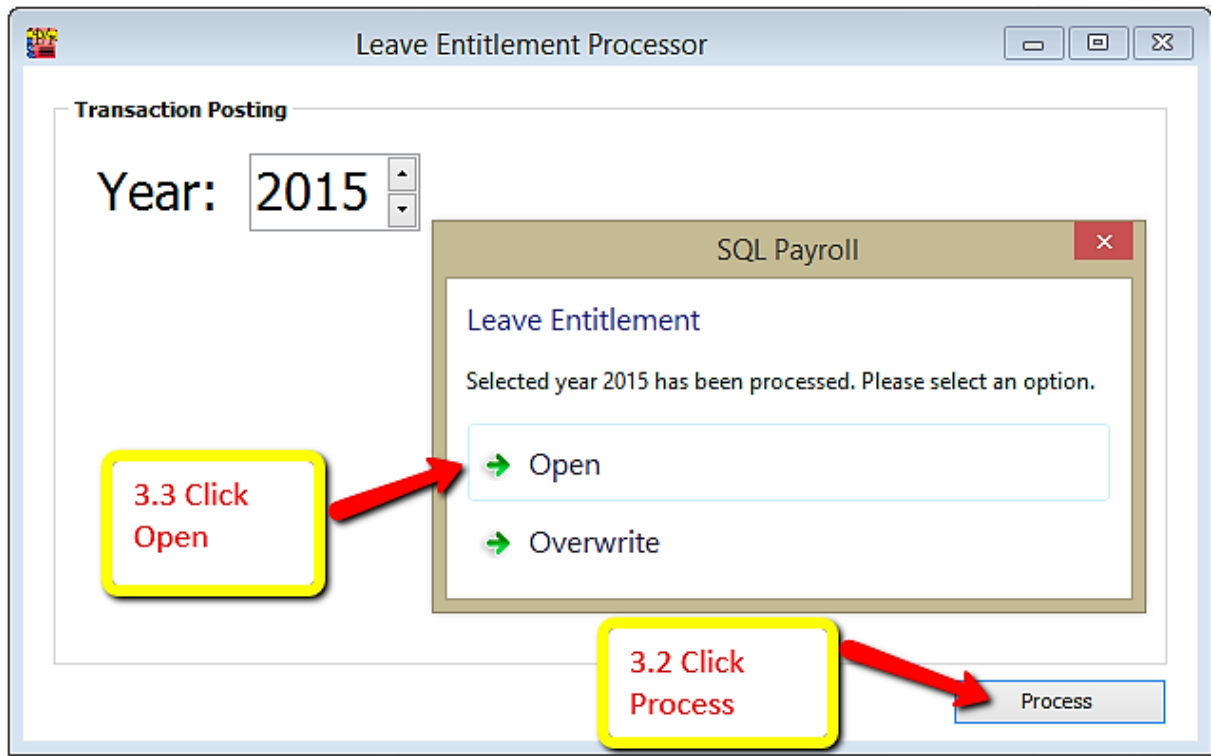 Leave Entitlement Processor
Transaction Posting
Year: 2015
SQL Payroll
Leave Entitlement
Selected year 2015 has been processed. Please select an option.
Open
3.3 Click
Open
Overwrite
3.2 Click
Process
Process